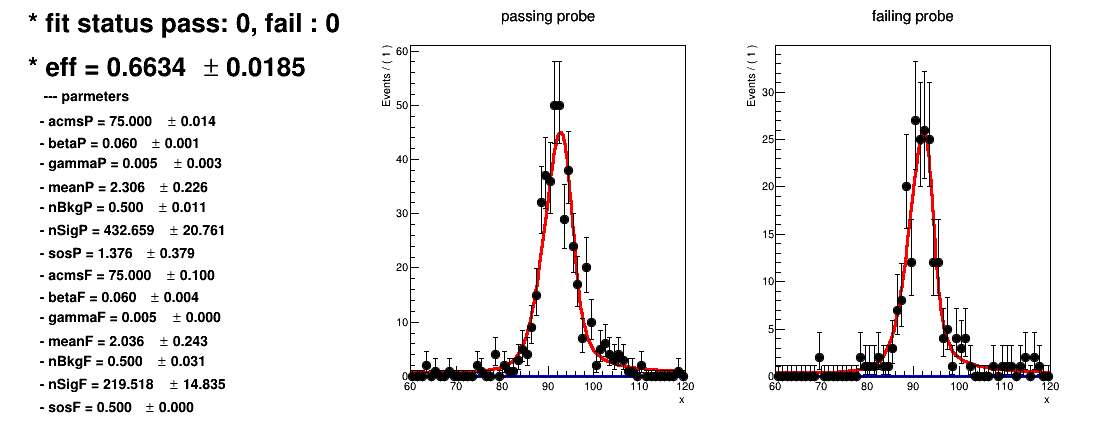 * fit status pass: 0, fail : 0
* eff = 0.6634 ± 0.0185
--- parmeters
- acmsP = 75.000 ± 0.014
- betaP = 0.060 ± 0.001
- gammaP = 0.005 ± 0.003
- meanP = 2.306 ± 0.226
- nBkgP = 0.500 ± 0.011
- nSigP = 432.659 ± 20.761
- sosP = 1.376 ± 0.379
- acmsF = 75.000 ± 0.100
- betaF = 0.060 ± 0.004
- gammaF = 0.005 ± 0.000
- meanF = 2.036 ± 0.243
- nBkgF = 0.500 ± 0.031
- nSigF = 219.518 ± 14.835
- sosF = 0.500 ± 0.000
passing probe
Events / ( 1 )
60
50
40
30
20
10
0
60 70 80 90 100 110 120
x
failing probe
Events / ( 1 )
30
25
20
15
10
5
0
60 70 80 90 100 110 120
x